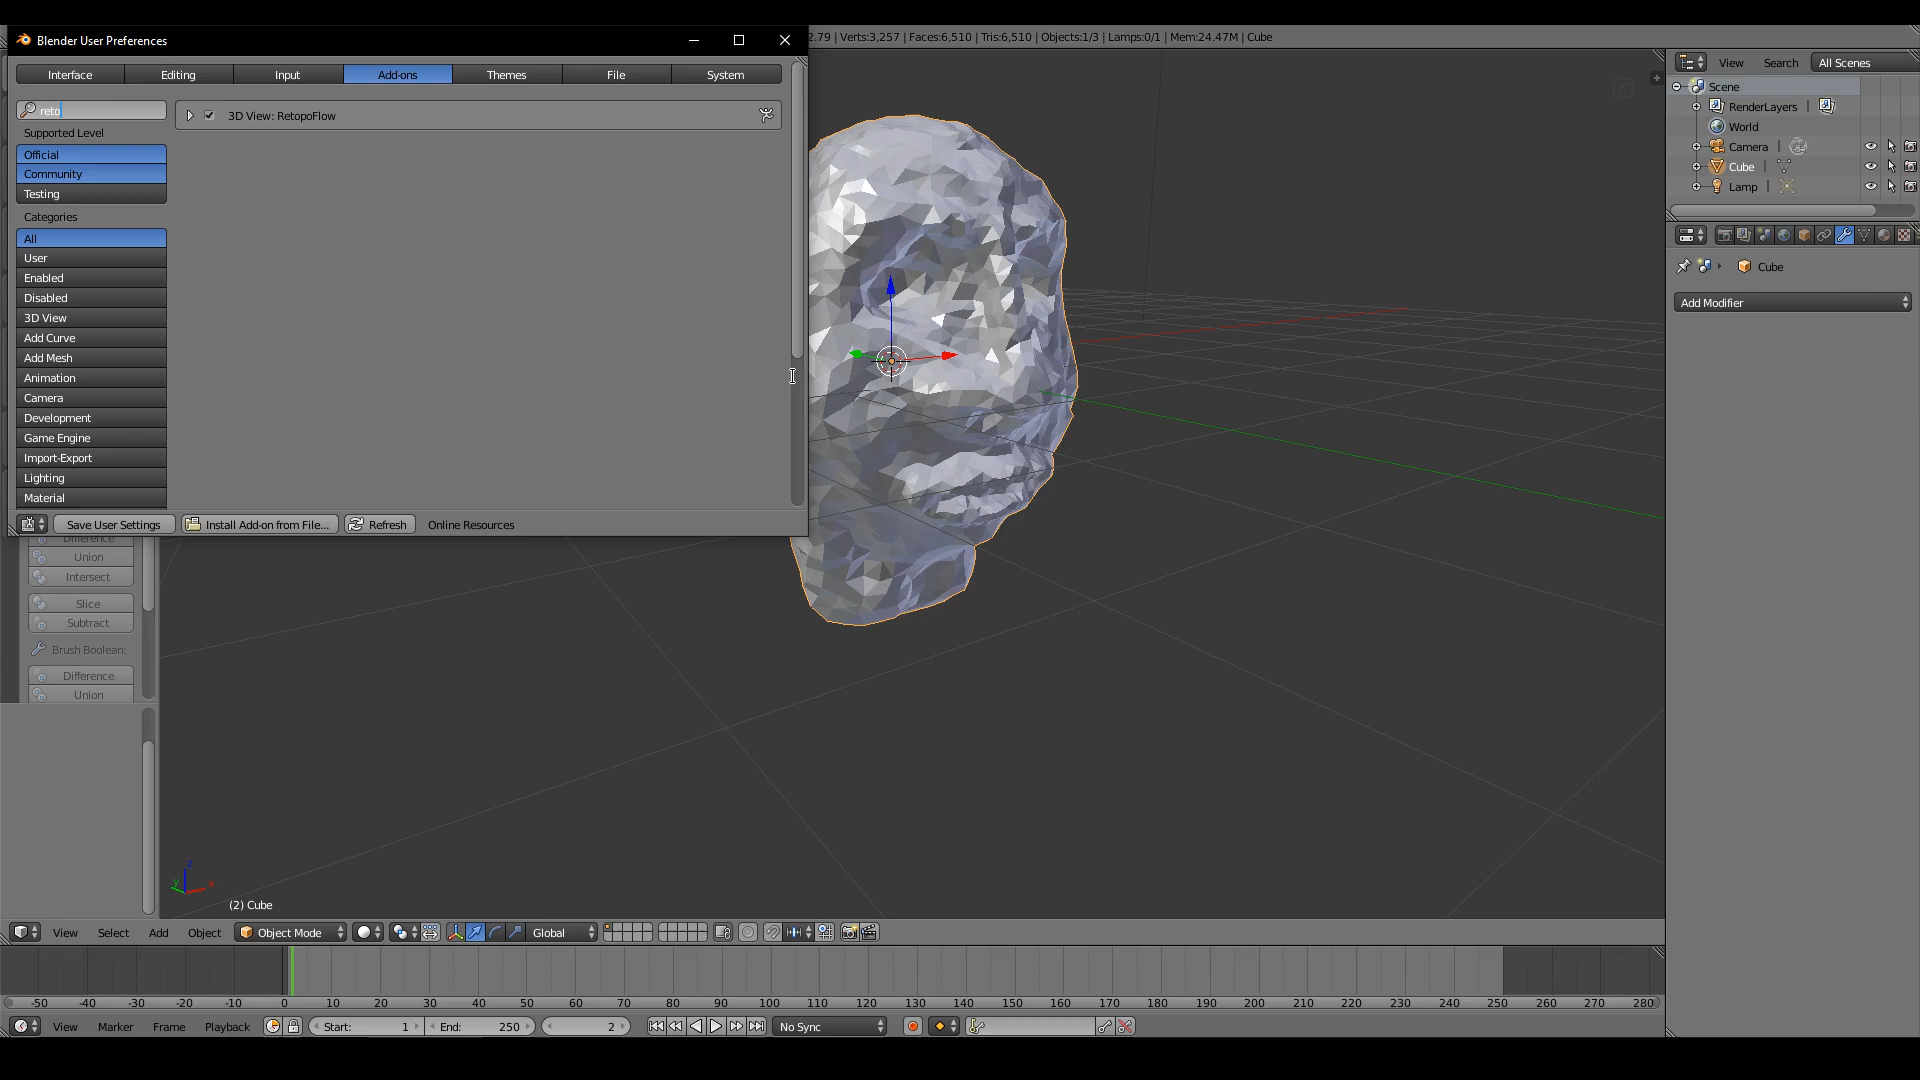 Blender User Preferences
2.79 | Verts:3,257 | Faces:6,510 | Tris:6,510 | Objects:1/3 | Lamps:0/1 | Mem:24.47M | Cube
Interface Editing Input Add-ons Themes File System
reto
3D View: RetopoFlow
Supported Level
Official
Community
Testing
Categories
All
User
Enabled
Disabled
3D View
Add Curve
Add Mesh
Animation
Camera
Development
Game Engine
Import-Export
Lighting
Material
Save User Settings Install Add-on from File... Refresh Online Resources
View Search All Scenes
Scene
RenderLayers |
World
Camera |
Cube |
Lamp |
Cube
Add Modifier
Difference
Union
Intersect
Slice
Subtract
Brush Boolean:
Difference
Union
z
y x
(2) Cube
View Select Add Object Object Mode Global
-50 -40 -30 -20 -10 0 10 20 30 40 50 60 70 80 90 100 110 120 130 140 150 160 170 180 190 200 210 220 230 240 250 260 270 280
View Marker Frame Playback Start: 1 End: 250 2 No Sync